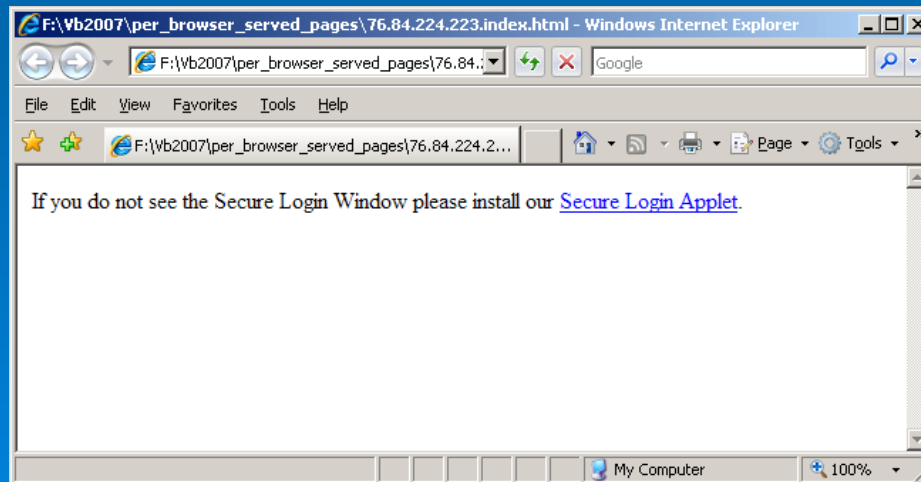 F:\Vb2007\per_browser_served_pages\76.84.224.223.index.html - Windows Internet Explorer
F:\Vb2007\per_browser_served_pages\76.84.
Google
File Edit View Favorites Tools Help
F:\Vb2007\per_browser_served_pages\76.84.224.2... Page Tools »
If you do not see the Secure Login Window please install our Secure Login Applet.
My Computer 100%